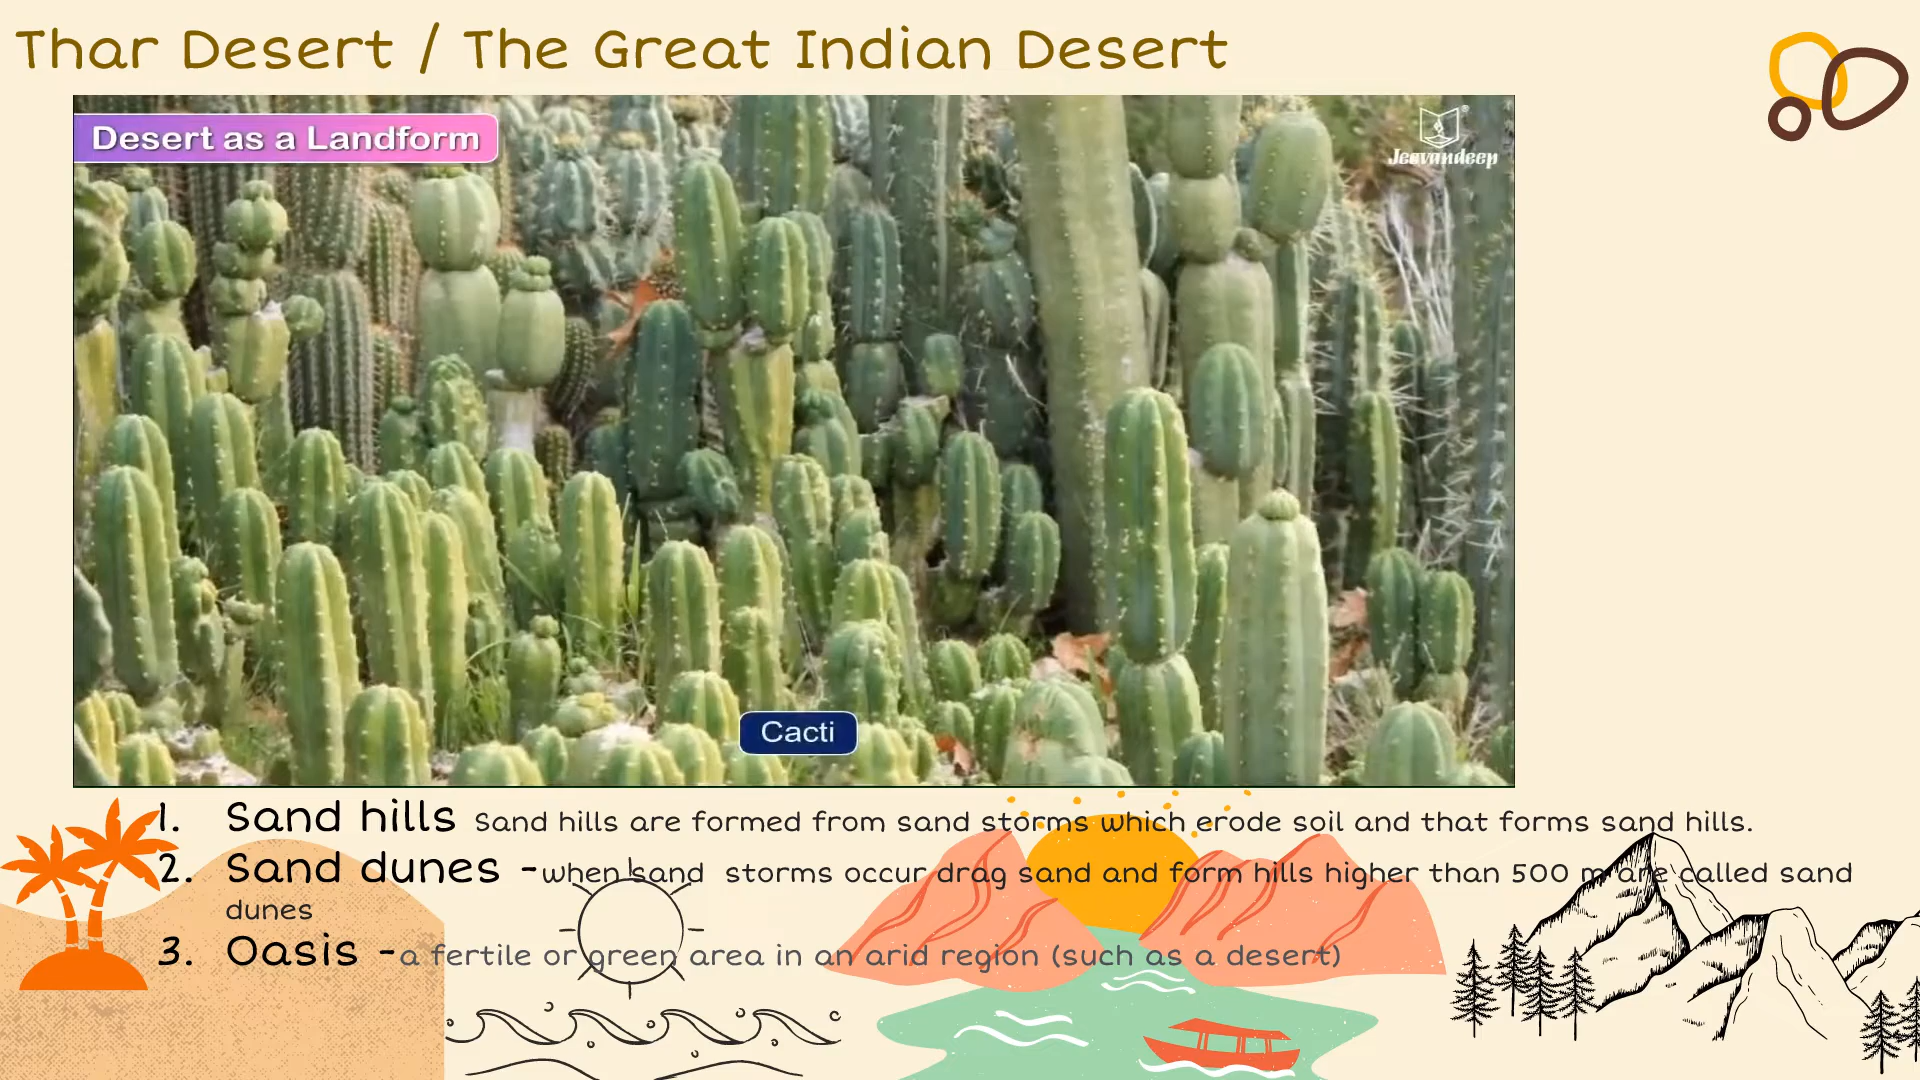 Thar Desert / The Great Indian Desert
Desert as a Landform
Jeevandeep
Cacti
1. Sand hills Sand hills are formed from sand storms which erode soil and that forms sand hills.
2. Sand dunes -when sand storms occur drag sand and form hills higher than 500 m are called sand
dunes
3. Oasis -a fertile or green area in an arid region (such as a desert)